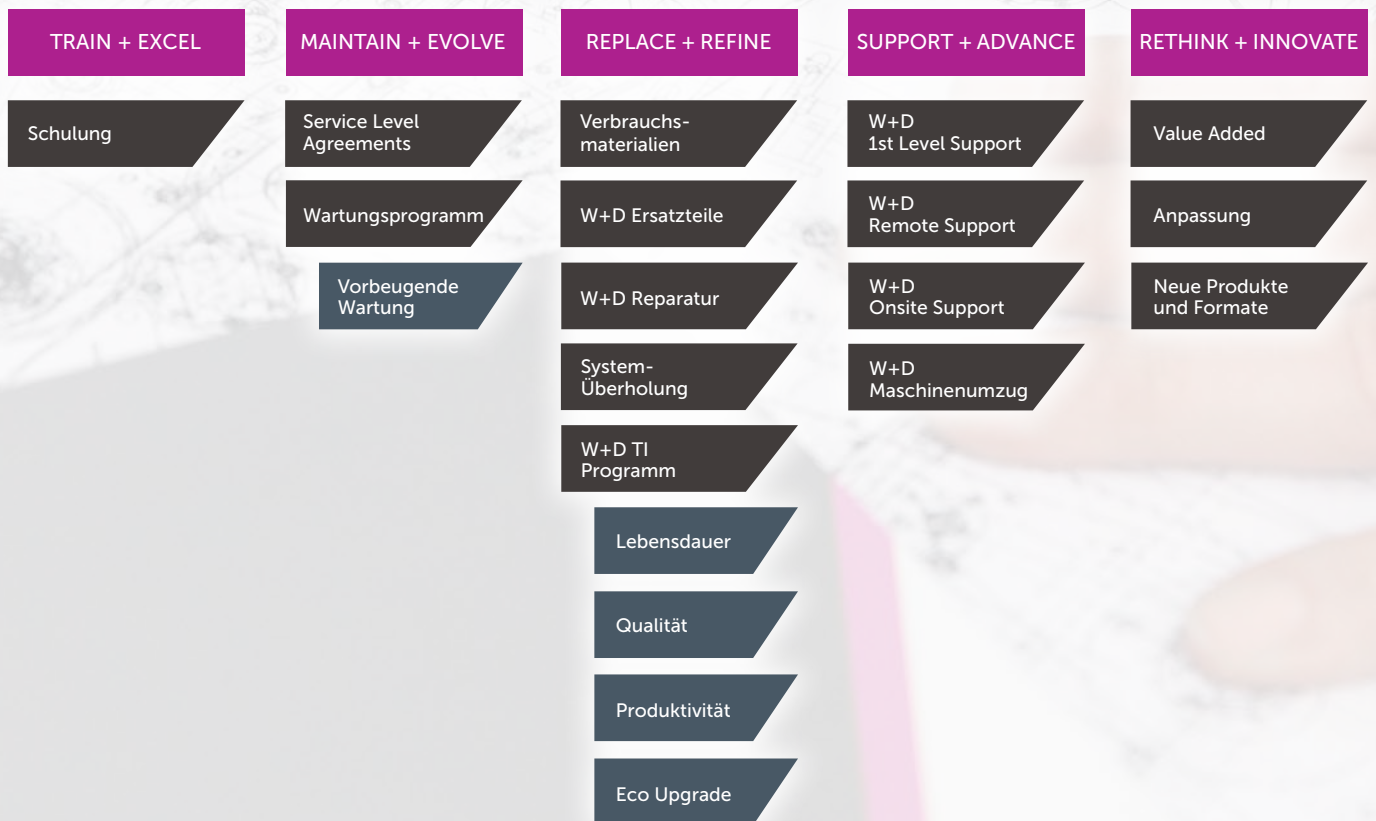 TRAIN + EXCEL
Schulung
MAINTAIN + EVOLVE
Service Level
Agreements
Wartungsprogramm
Vorbeugende
Wartung
REPLACE + REFINE
Verbrauchs-
materialien
W+D Ersatzteile
W+D Reparatur
System-
Überholung
W+D TI
Programm
Lebensdauer
Qualität
Produktivität
Eco Upgrade
SUPPORT + ADVANCE
W+D
1st Level Support
W+D
Remote Support
W+D
Onsite Support
W+D
Maschinenumzug
RETHINK + INNOVATE
Value Added
Anpassung
Neue Produkte
und Formate